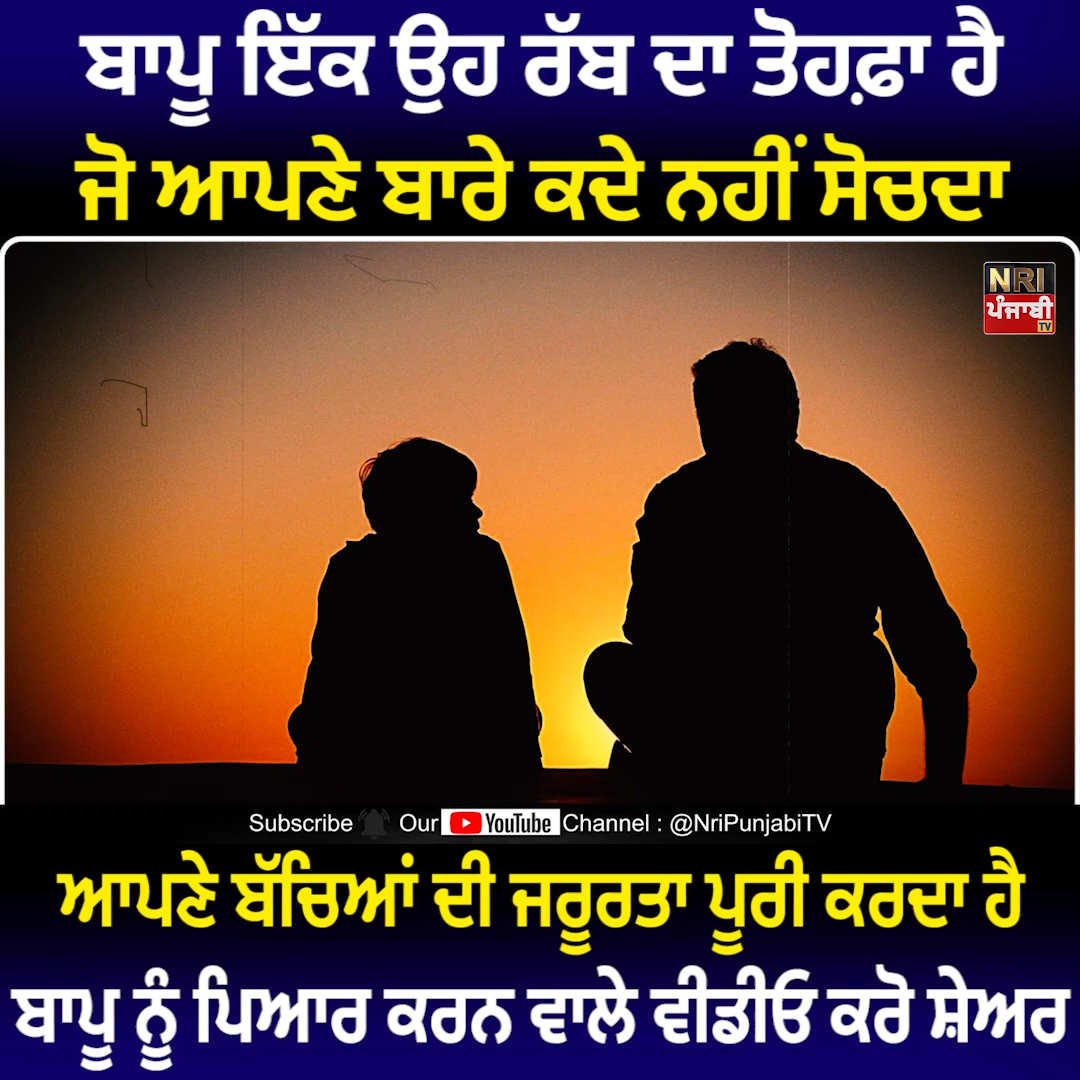 ਬਾਪੂ ਇੱਕ ਉਹ ਰੱਬ ਦਾ ਤੋਹਫ਼ਾ ਹੈ
ਜੋ ਆਪਣੇ ਬਾਰੇ ਕਦੇ ਨਹੀਂ ਸੋਚਦਾ
NRI
ਪੰਜਾਬੀ
TV
Subscribe Our YouTube Channel : @NriPunjabiTV
ਆਪਣੇ ਬੱਚਿਆਂ ਦੀ ਜਰੂਰਤਾ ਪੂਰੀ ਕਰਦਾ ਹੈ
ਬਾਪੂ ਨੂੰ ਪਿਆਰ ਕਰਨ ਵਾਲੇ ਵੀਡੀਓ ਕਰੋ ਸ਼ੇਅਰ